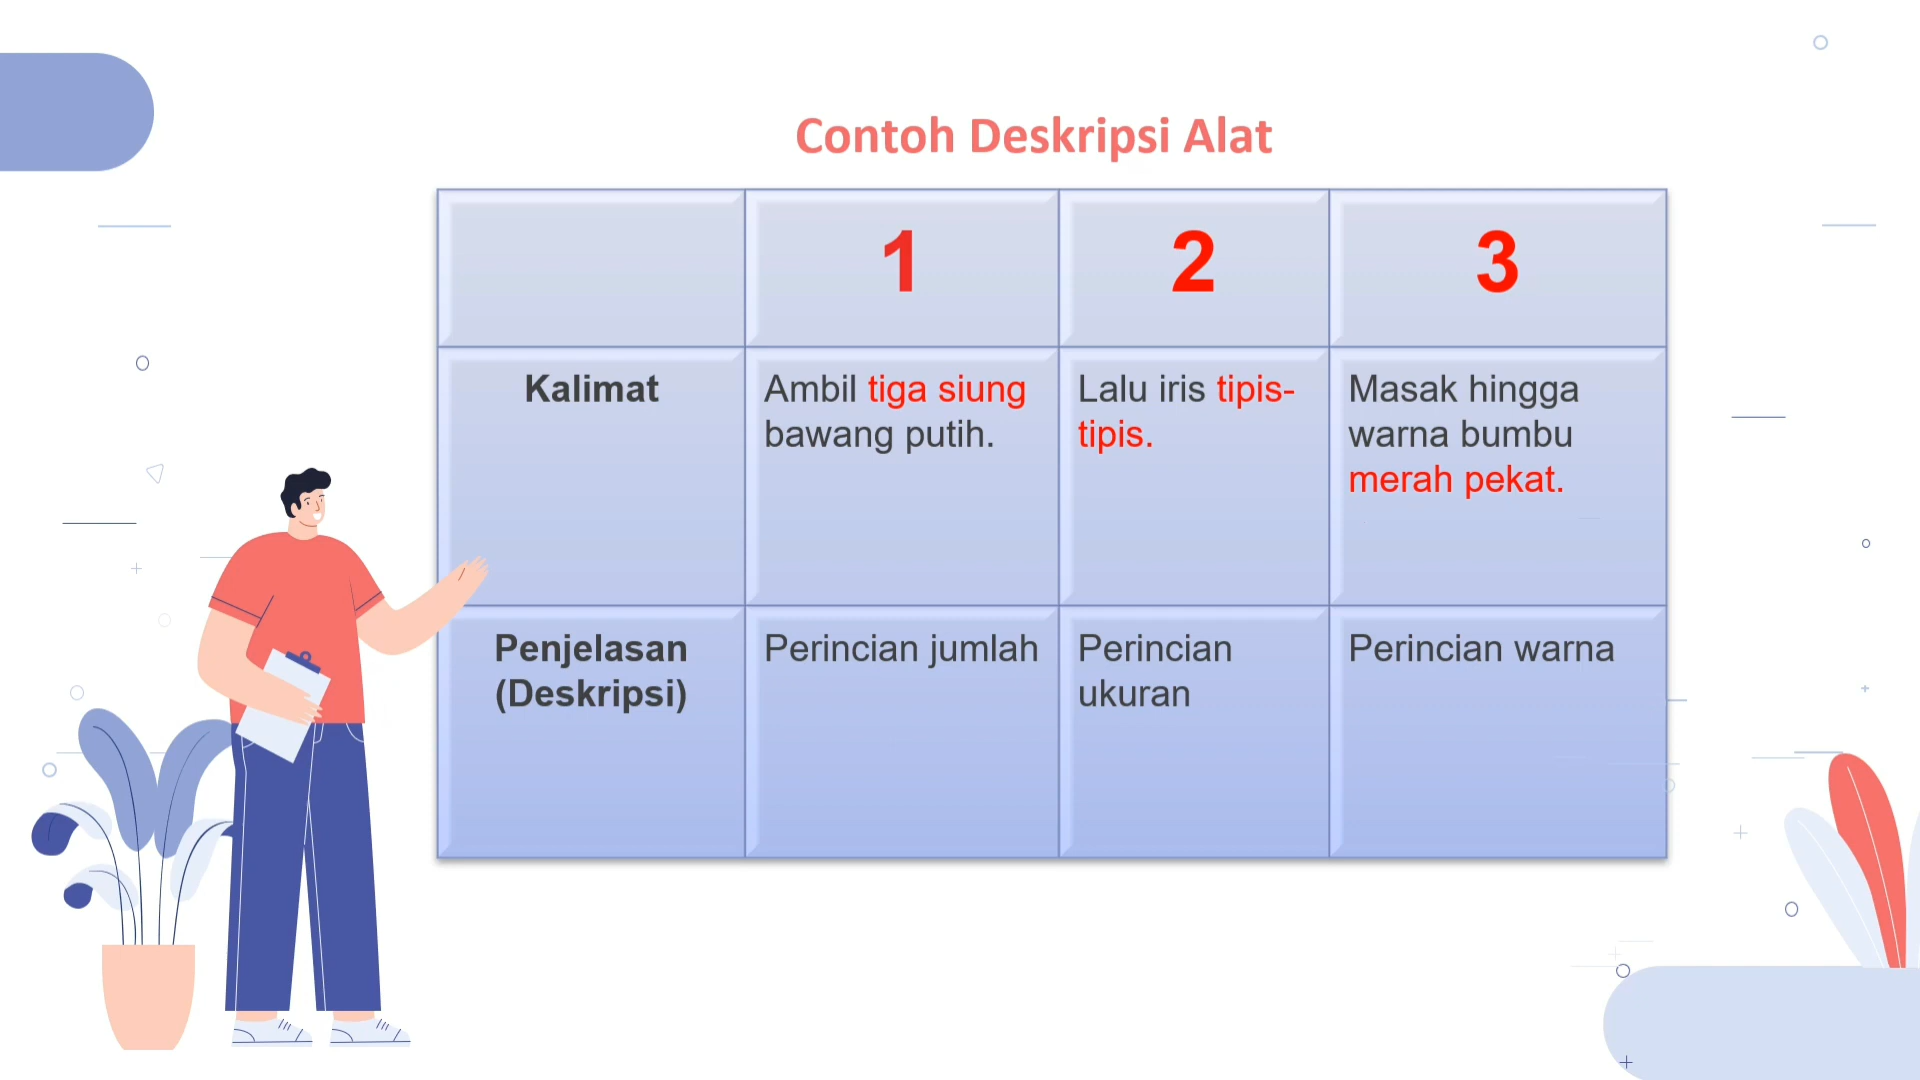 Contoh Deskripsi Alat
1
2
3
Kalimat
Ambil tiga siung
bawang putih.
Lalu iris tipis-
tipis.
Masak hingga
warna bumbu
merah pekat.
Penjelasan
(Deskripsi)
Perincian jumlah
Perincian
ukuran
Perincian warna